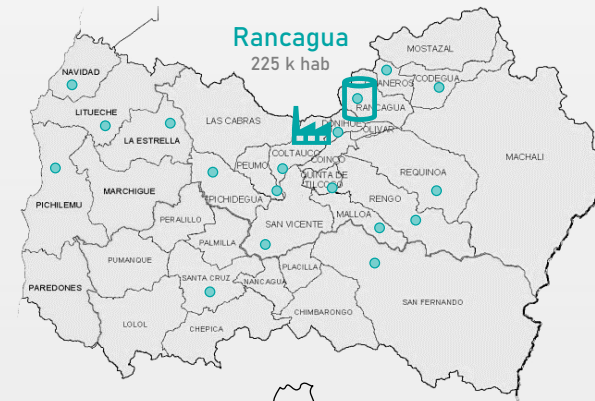 Rancagua
225 k hab
MOSTAZAL
NAVIDAD
CODEGUA
ANEROS
RANCAGUA
LITUECHE
LAS CABRAS
DOÑIHUE
OLIVAR
LA ESTRELLA
COLTAUCO
COINCO
MACHALI
PEUMO
QUINTA DE
TILCOCO
REQUINOA
PICHILEMU
MARCHIGUE
PICHIDEGUA
RENGO
PERALILLO
MALLOA
SAN VICENTE
PALMILLA
PUMANQUE
PLACILLA
SANTA CRUZ
NANCAGUA
PAREDONES
SAN FERNANDO
CHIMBARONGO
LOLOL
CHEPICA